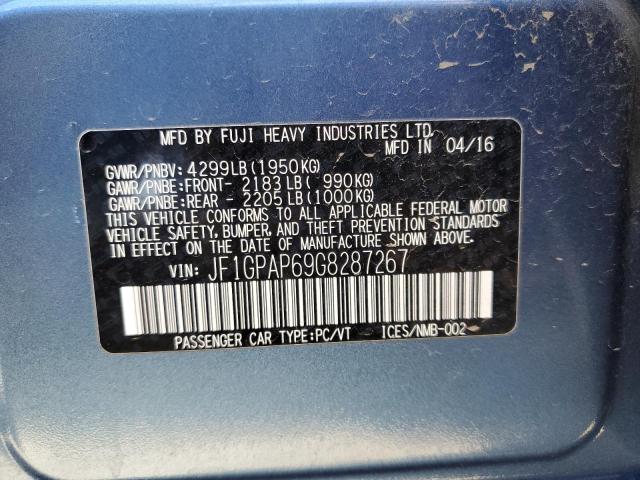 MFD BY FUJI HEAVY INDUSTRIES LTD.
MFD IN 04/16
GVWR/PNBV: 4299LB(1950KG)
GAWR/PNBE:FRONT- 2183LB( 990KG)
GAWR/PNBE:REAR - 2205LB(1000KG)
THIS VEHICLE CONFORMS TO ALL APPLICABLE FEDERAL MOTOR
VEHICLE SAFETY, BUMPER, AND THEFT PREVENTION STANDARDS
IN EFFECT ON THE DATE OF MANUFACTURE SHOWN ABOVE.
VIN: JF1GPAP69G8287267
PASSENGER CAR TYPE:PC/VT ICES/NMB-002